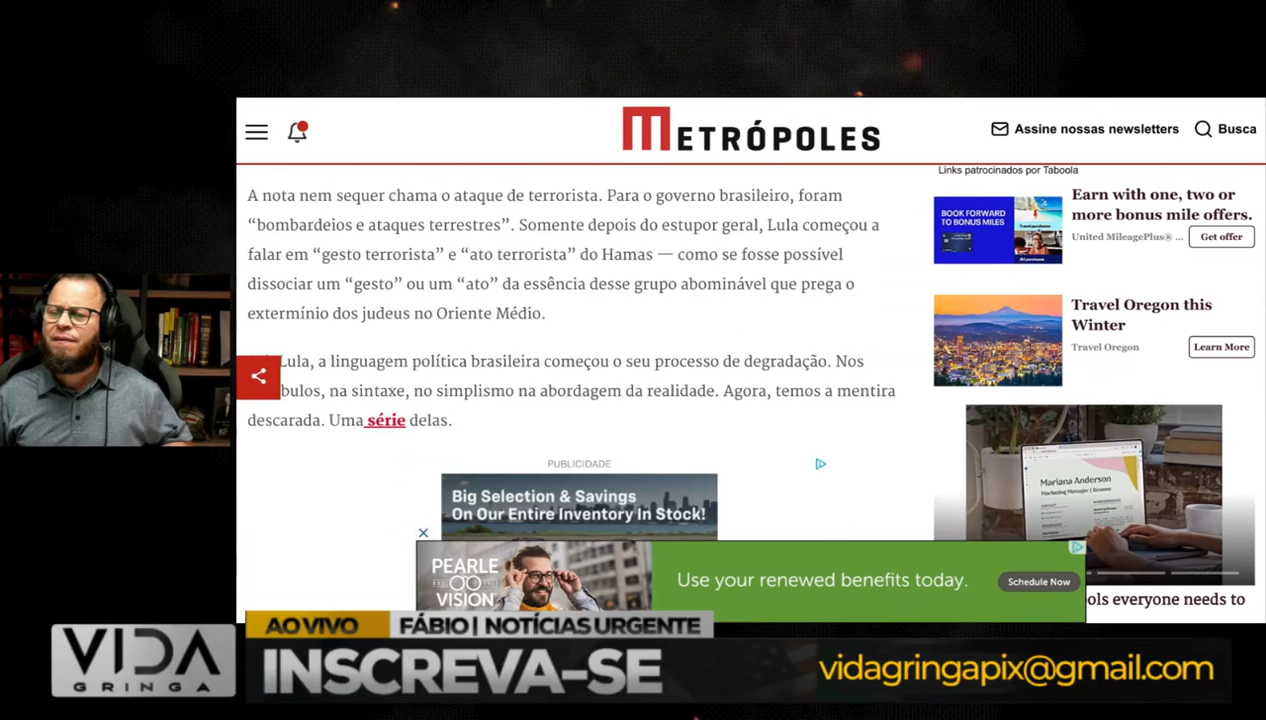 METRÓPOLES
Assine nossas newsletters
Busca
A nota nem sequer chama o ataque de terrorista. Para o governo brasileiro, foram
“bombardeios e ataques terrestres”. Somente depois do estupor geral, Lula começou a
falar em “gesto terrorista” e “ato terrorista” do Hamas — como se fosse possível
dissociar um “gesto” ou um “ato” da essência desse grupo abominável que prega o
extermínio dos judeus no Oriente Médio.
Lula, a linguagem política brasileira começou o seu processo de degradação. Nos
bulos, na sintaxe, no simplismo na abordagem da realidade. Agora, temos a mentira
descarada. Uma série delas.
PUBLICIDADE
Big Selection & Savings
On Our Entire Inventory In Stock!
PEARLE
VISION
Use your renewed benefits today.
Schedule Now
Links patrocinados por Taboola
BOOK FORWARD
TO BONUS MILES
Earn with one, two or
more bonus mile offers.
United MileagePlus® ...
Get offer
Travel Oregon this
Winter
Travel Oregon
Learn More
Mariana Anderson
Marketing Manager
ols everyone needs to
VIDA
GRINGA
AO VIVO
FÁBIO | NOTÍCIAS URGENTE
INSCREVA-SE
vidagringapix@gmail.com